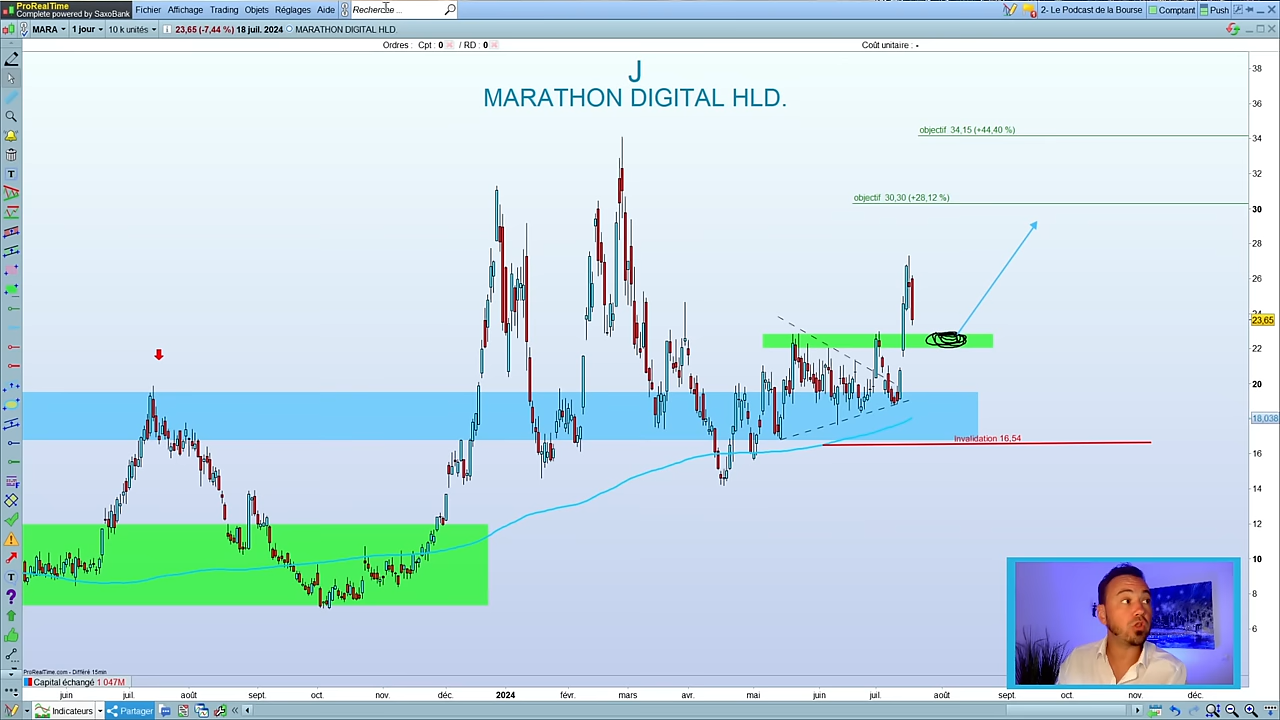 ProRealTime
Complete powered by SaxoBank
Fichier Affichage Trading Objets Réglages Aide
Recherche ...
2- Le Podcast de la Bourse
Comptant
Push
MARA
1 jour
10 k unités
23,65 (-7,44 %) 18 juil. 2024
MARATHON DIGITAL HLD.
Ordres : Cpt : 0 / RD : 0
Coût unitaire : -
J
MARATHON DIGITAL HLD.
38
36
objectif 34,15 (+44,40 %)
34
32
objectif 30,30 (+28,12 %)
30
28
26
24
23,65
22
20
18,038
Invalidation 16,54
16
14
12
10
8
6
ProRealTime.com - Différé 15min
Capital échangé 1 047M
juin juil. août sept. oct. nov. déc. 2024 févr. mars avr. mai juin juil. août sept. oct. nov. déc.
Indicateurs
Partager